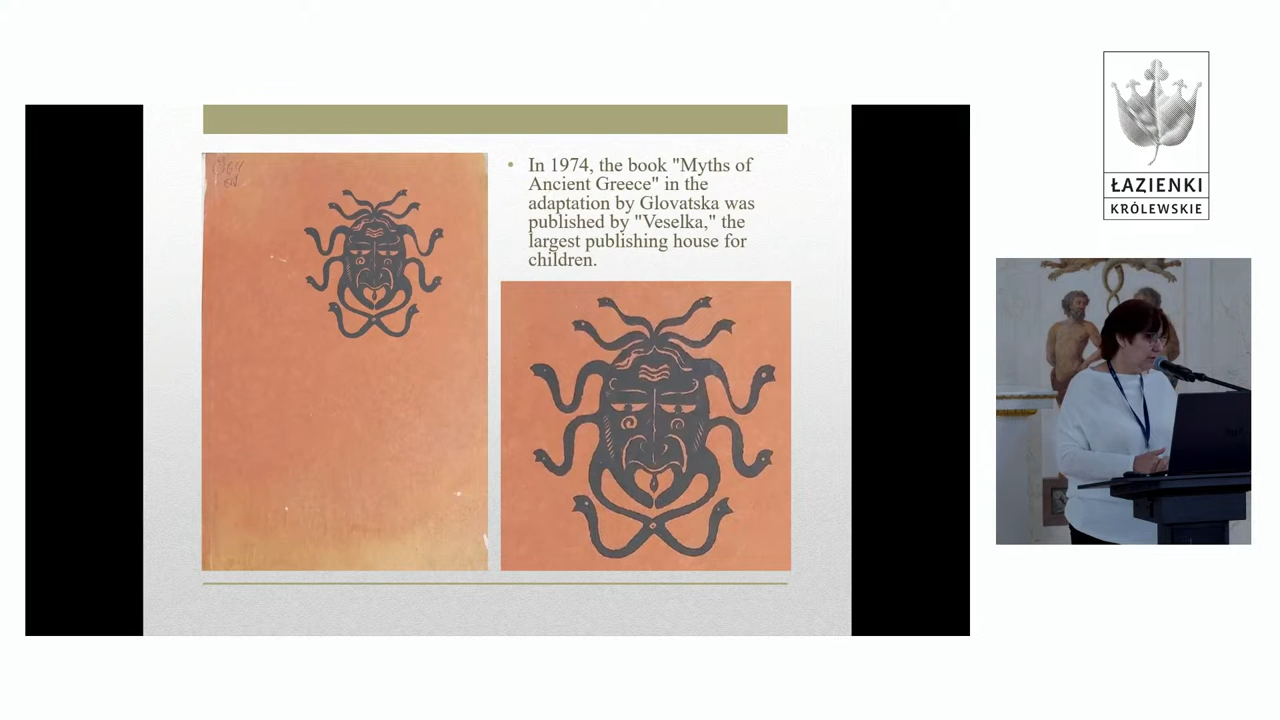 In 1974, the book "Myths of
Ancient Greece" in the
adaptation by Glovatska was
published by "Veselka," the
largest publishing house for
children.
ŁAZIENKI
KRÓLEWSKIE